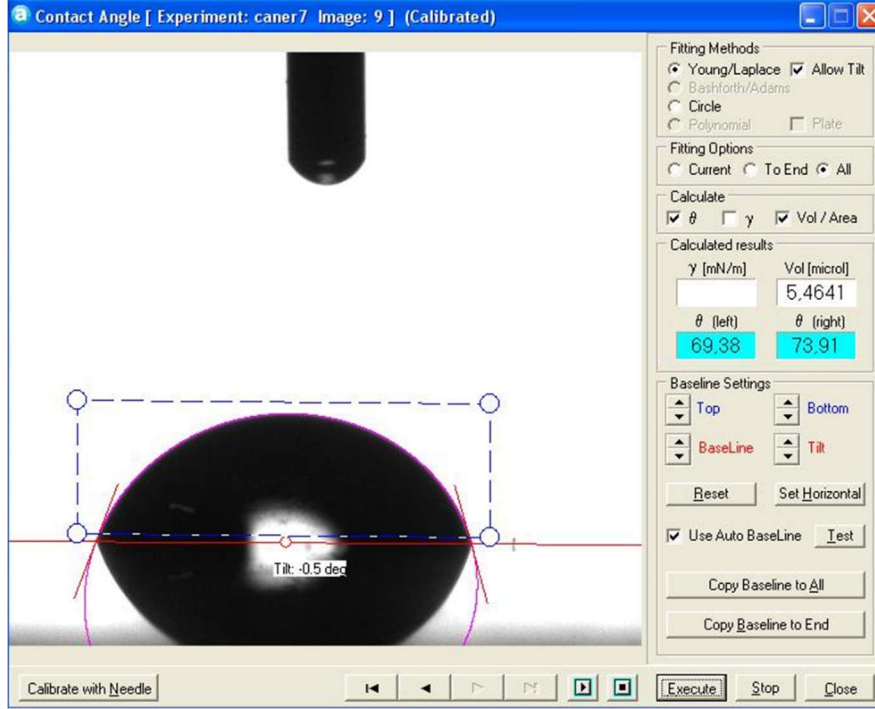 Contact Angle [ Experiment: caner7 Image: 9 ] (Calibrated)
Fitting Methods
Young/Laplace Allow Tilt
Bashforth/Adams
Circle
Polynomial Plate
Fitting Options
Current To End All
Calculate
θ γ Vol / Area
Calculated results
γ [mN/m] Vol [microl]
5,4641
θ (left) θ (right)
69,38 73,91
Baseline Settings
Top Bottom
BaseLine Tilt
Reset Set Horizontal
Use Auto BaseLine Test
Copy Baseline to All
Copy Baseline to End
Tilt: -0.5 deg
Calibrate with Needle
Execute Stop Close